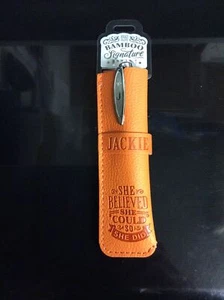 BAMBOO
Signature
JACKIE
SHE
BELIEVED
SHE
COULD
SO
SHE DID